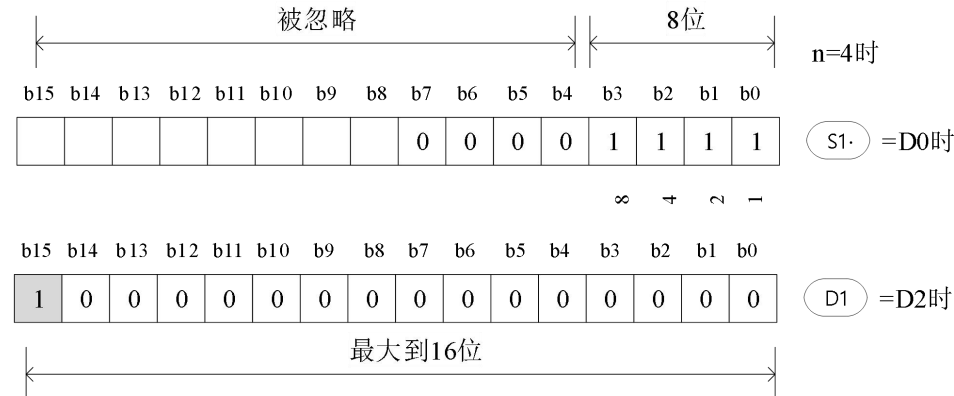 被忽略 8位
n=4时
b15 b14 b13 b12 b11 b10 b9 b8 b7 b6 b5 b4 b3 b2 b1 b0
0 0 0 0 1 1 1 1 S1· =D0时
8 4 2 1
b15 b14 b13 b12 b11 b10 b9 b8 b7 b6 b5 b4 b3 b2 b1 b0
1 0 0 0 0 0 0 0 0 0 0 0 0 0 0 0 D1 =D2时
最大到16位